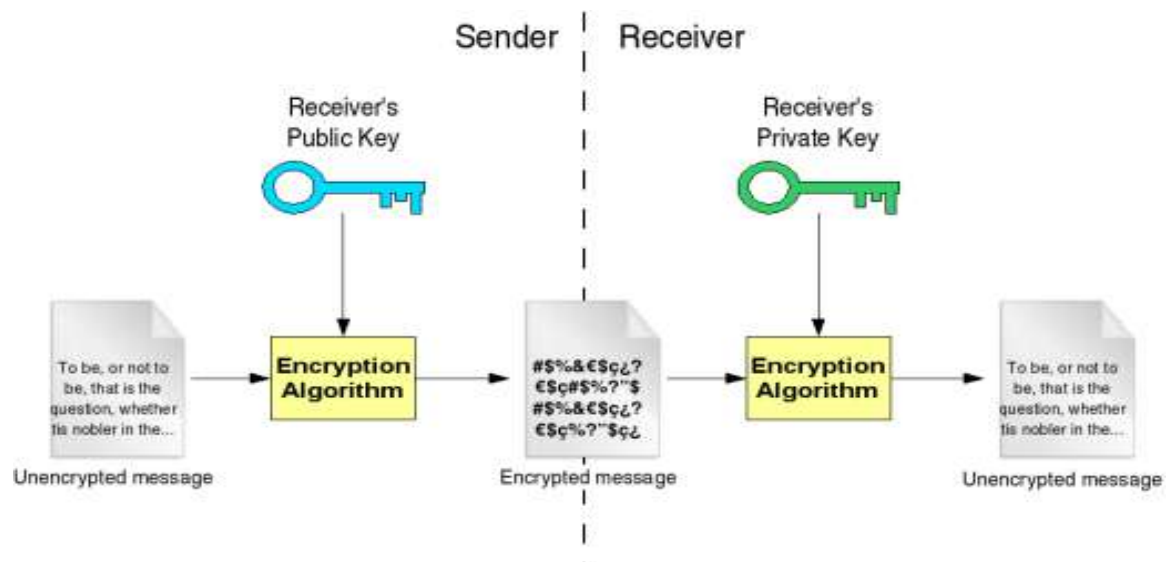 Sender
Receiver
Receiver's
Public Key
Receiver's
Private Key
To be, or not to
be, that is the
question, whether
tis nobler in the...
Unencrypted message
Encryption
Algorithm
#$%&€$ç¿?
€$ç#$%?"$
#$%&€$ç¿?
€$ç%?"$ç¿
Encrypted message
Encryption
Algorithm
To be, or not to
be, that is the
question, whether
tis nobler in the...
Unencrypted message